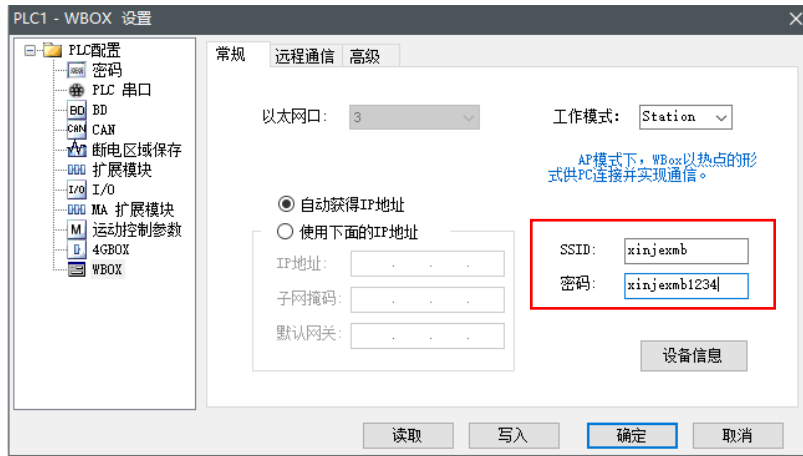 PLC1 - WBOX 设置
PLC配置
密码
PLC 串口
BD
CAN
断电区域保存
扩展模块
I/O
MA 扩展模块
运动控制参数
4GBOX
WBOX
常规 远程通信 高级
以太网口: 3
工作模式: Station
AP模式下，WBox以热点的形
式供PC连接并实现通信。
自动获得IP地址
使用下面的IP地址
IP地址:
子网掩码:
默认网关:
SSID: xinjexmb
密码: xinjexmb1234
设备信息
读取 写入 确定 取消